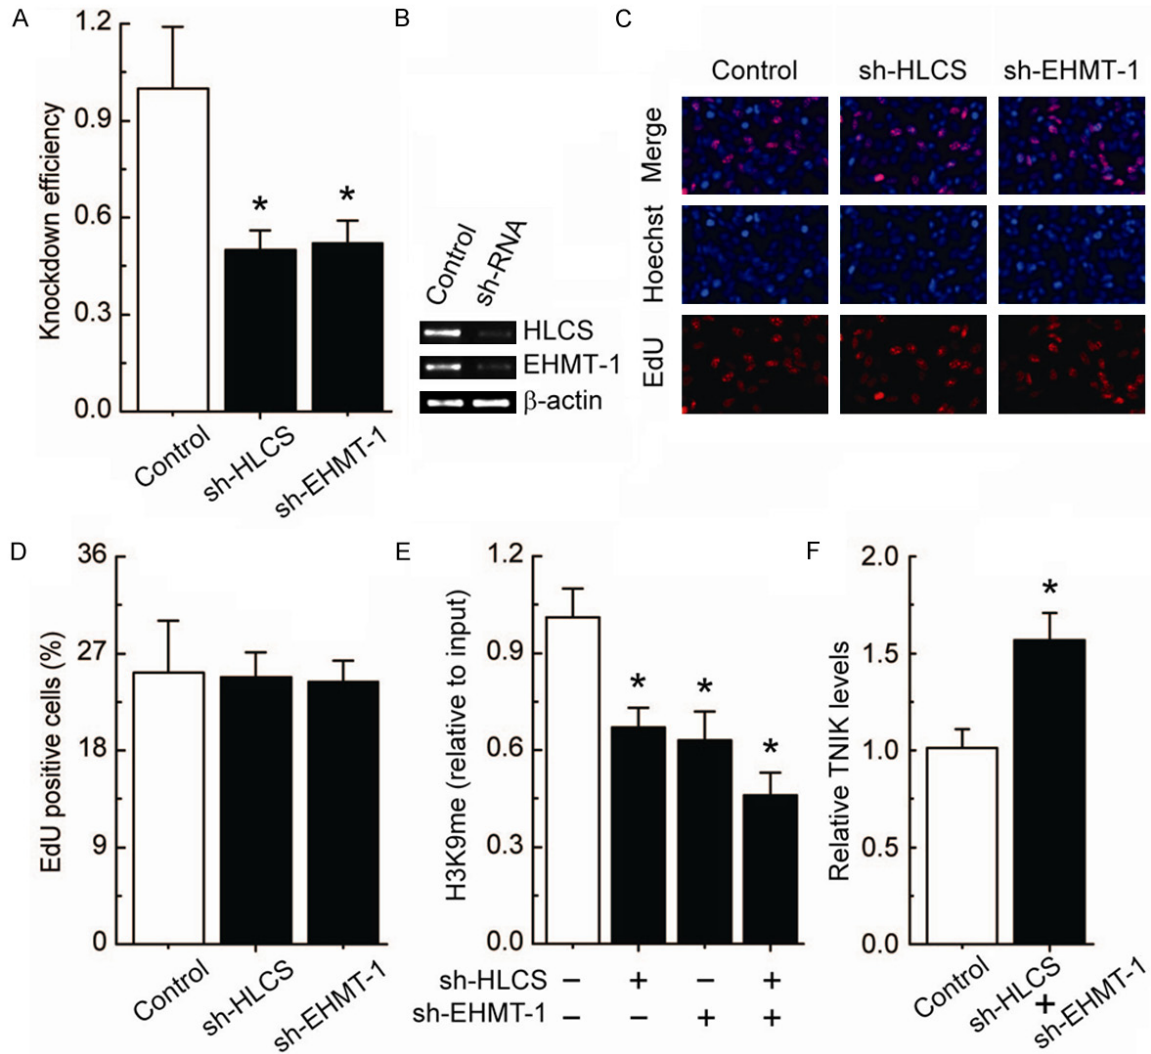 A
1.2
0.9
0.6
0.3
0.0
Knockdown efficiency
*
*
Control
sh-HLCS
sh-EHMT-1
B
Control
sh-RNA
HLCS
EHMT-1
β-actin
C
Control
sh-HLCS
sh-EHMT-1
Merge
Hoechst
EdU
D
36
27
18
9
0
EdU positive cells (%)
Control
sh-HLCS
sh-EHMT-1
E
1.2
0.9
0.6
0.3
0.0
H3K9me (relative to input)
*
*
*
sh-HLCS − + − +
sh-EHMT-1 − − + +
F
2.0
1.5
1.0
0.5
0.0
Relative TNIK levels
*
Control
sh-HLCS
+
sh-EHMT-1